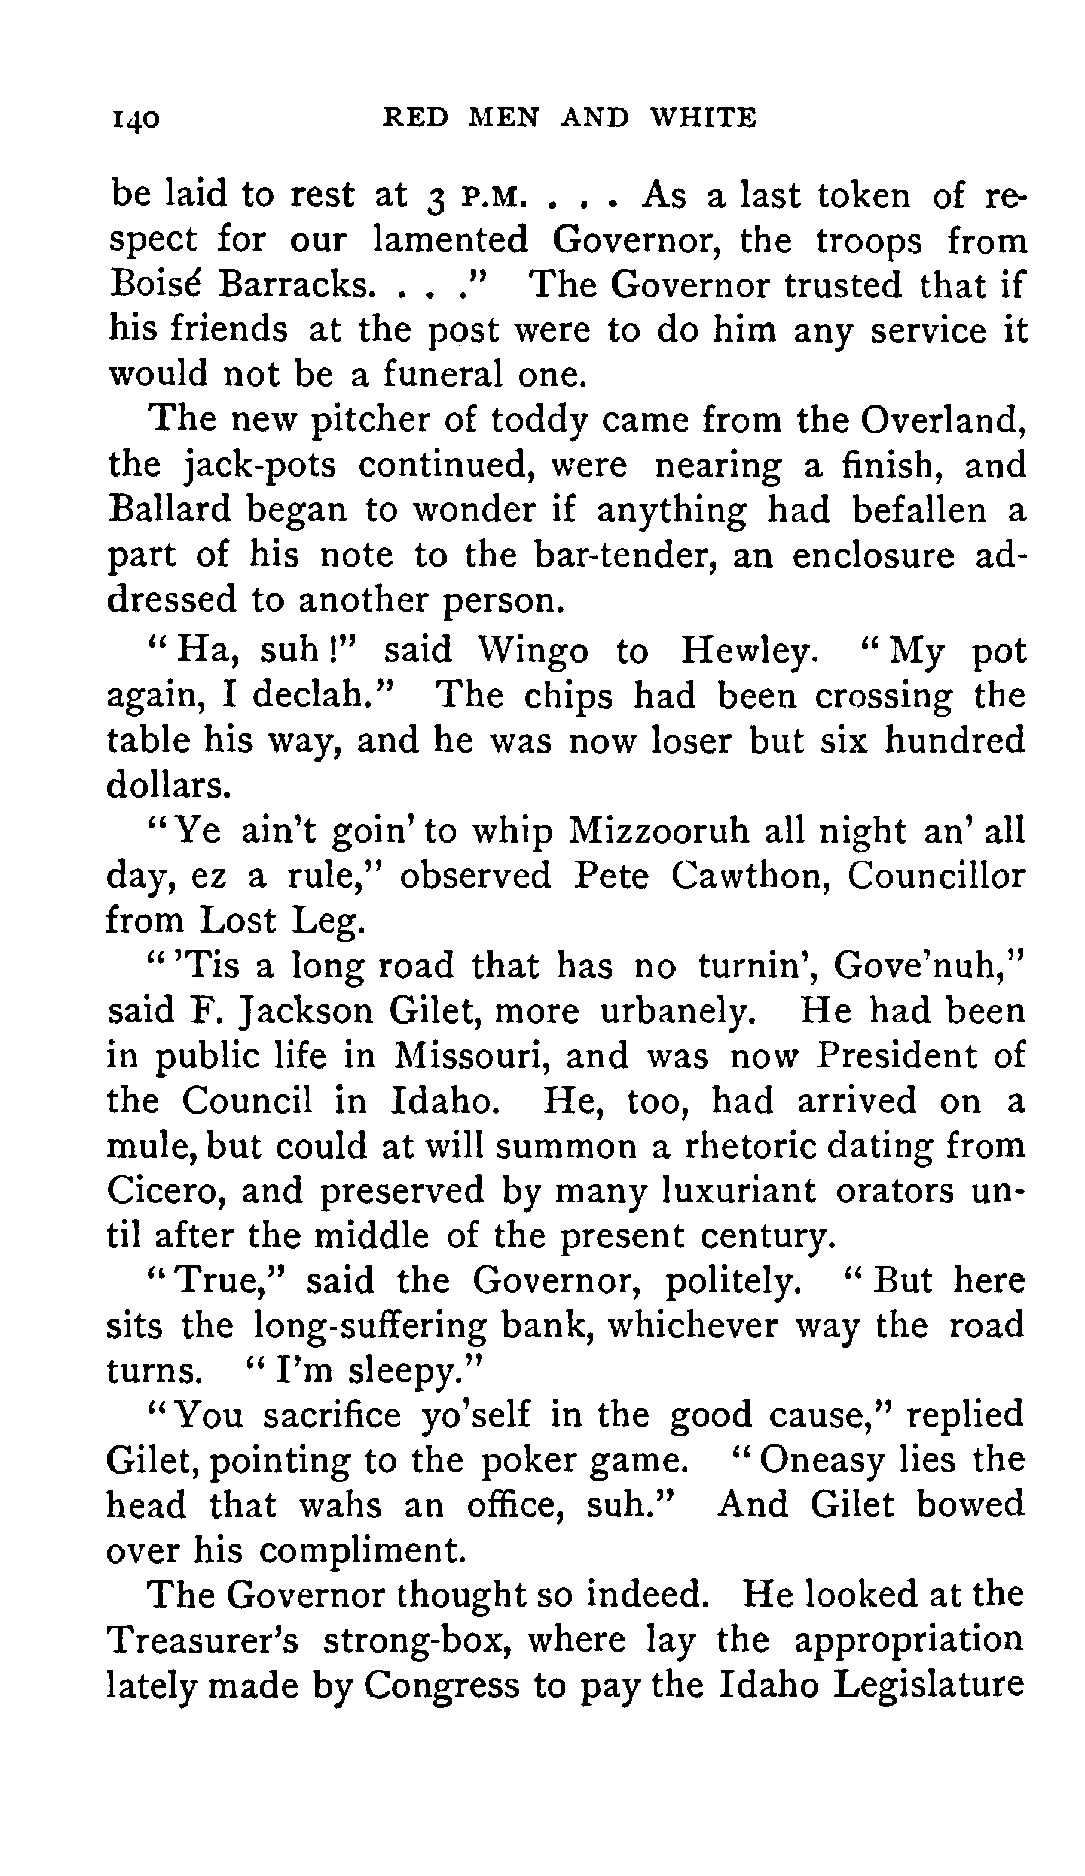 140 RED MEN AND WHITE
be laid to rest at 3 P.M. . . . As a last token of re-
spect for our lamented Governor, the troops from
Boisé Barracks. . . ." The Governor trusted that if
his friends at the post were to do him any service it
would not be a funeral one.
The new pitcher of toddy came from the Overland,
the jack-pots continued, were nearing a finish, and
Ballard began to wonder if anything had befallen a
part of his note to the bar-tender, an enclosure ad-
dressed to another person.
"Ha, suh!" said Wingo to Hewley. "My pot
again, I declah." The chips had been crossing the
table his way, and he was now loser but six hundred
dollars.
"Ye ain't goin' to whip Mizzooruh all night an' all
day, ez a rule," observed Pete Cawthon, Councillor
from Lost Leg.
"'Tis a long road that has no turnin', Gove'nuh,"
said F. Jackson Gilet, more urbanely. He had been
in public life in Missouri, and was now President of
the Council in Idaho. He, too, had arrived on a
mule, but could at will summon a rhetoric dating from
Cicero, and preserved by many luxuriant orators un-
til after the middle of the present century.
"True," said the Governor, politely. "But here
sits the long-suffering bank, whichever way the road
turns. "I'm sleepy."
"You sacrifice yo'self in the good cause," replied
Gilet, pointing to the poker game. "Oneasy lies the
head that wahs an office, suh." And Gilet bowed
over his compliment.
The Governor thought so indeed. He looked at the
Treasurer's strong-box, where lay the appropriation
lately made by Congress to pay the Idaho Legislature